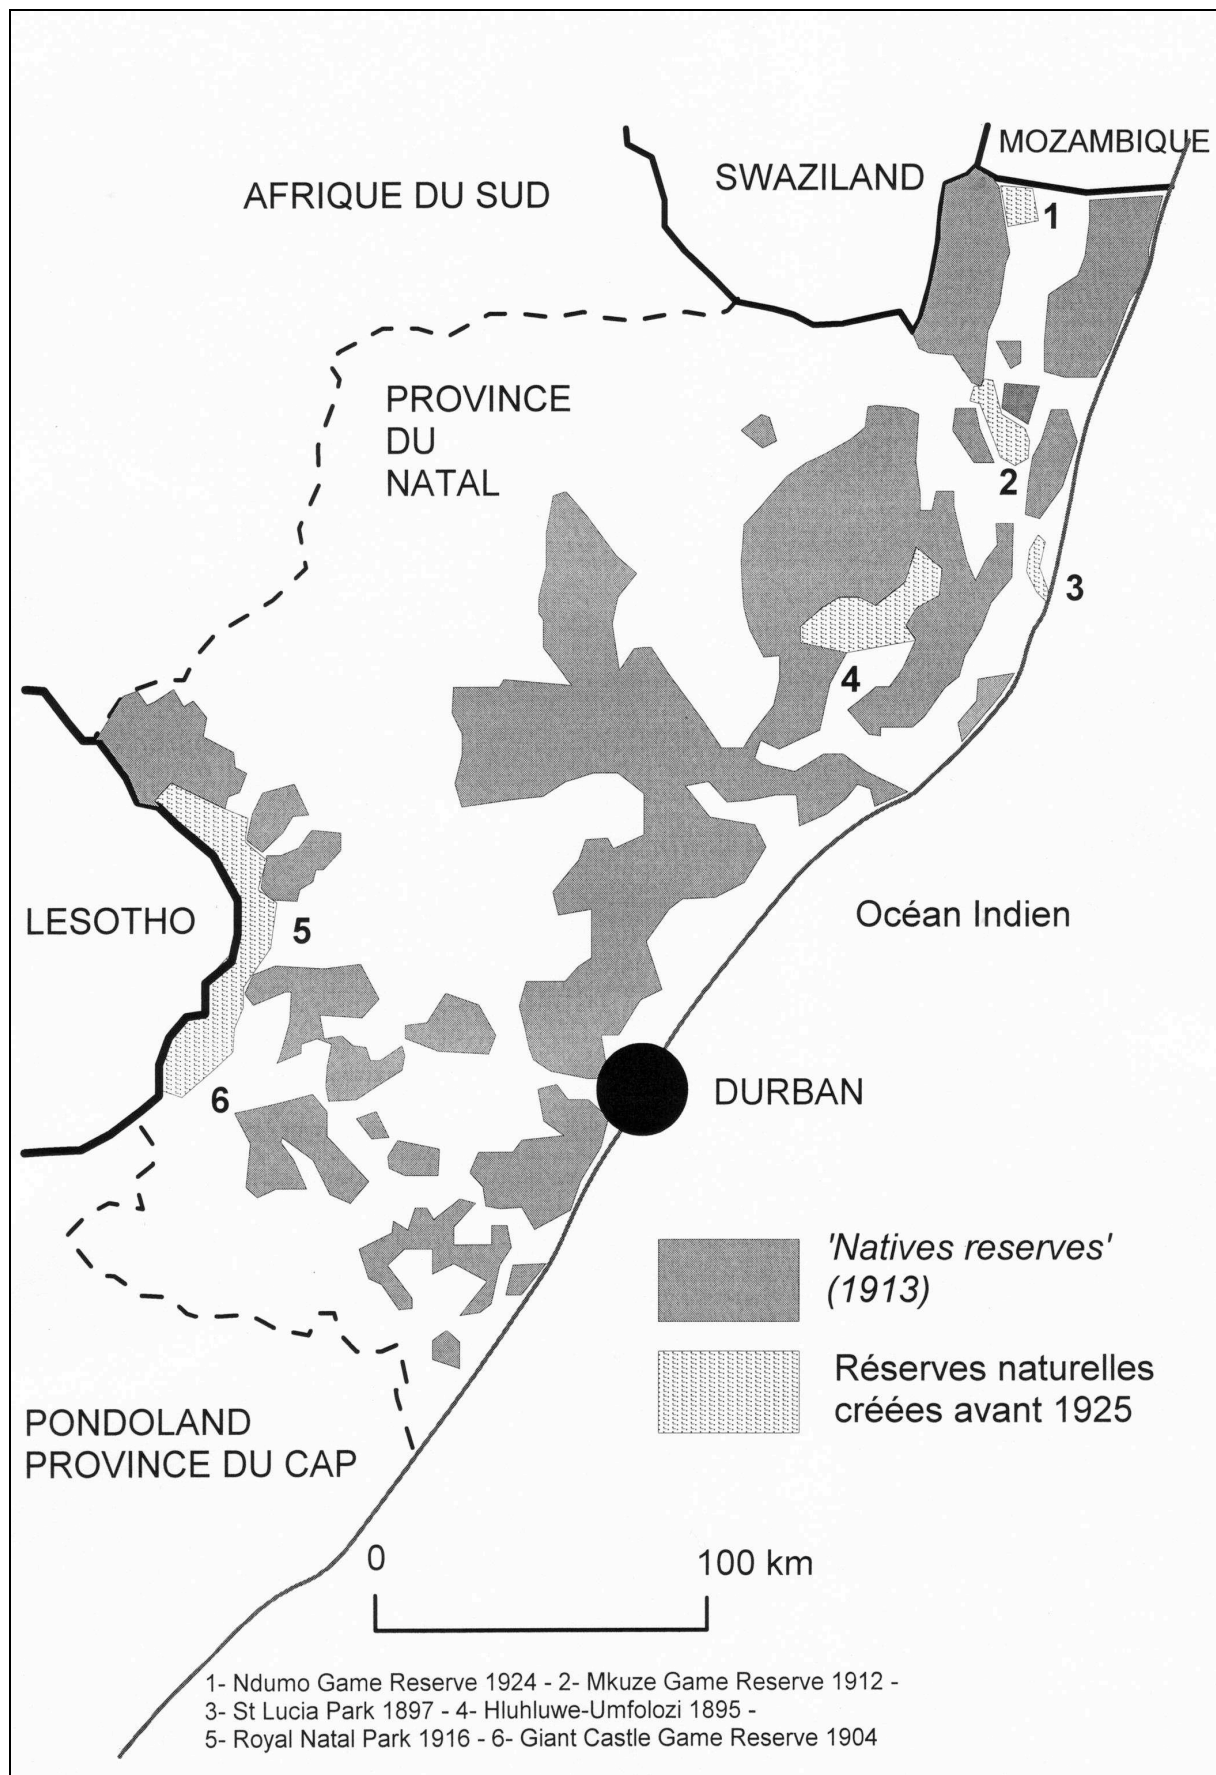 MOZAMBIQUE
SWAZILAND
AFRIQUE DU SUD
1
PROVINCE
DU
NATAL
2
3
4
LESOTHO
5
Océan Indien
6
DURBAN
'Natives reserves'
(1913)
Réserves naturelles
créées avant 1925
PONDOLAND
PROVINCE DU CAP
0
100 km
1- Ndumo Game Reserve 1924 - 2- Mkuze Game Reserve 1912 -
3- St Lucia Park 1897 - 4- Hluhluwe-Umfolozi 1895 -
5- Royal Natal Park 1916 - 6- Giant Castle Game Reserve 1904